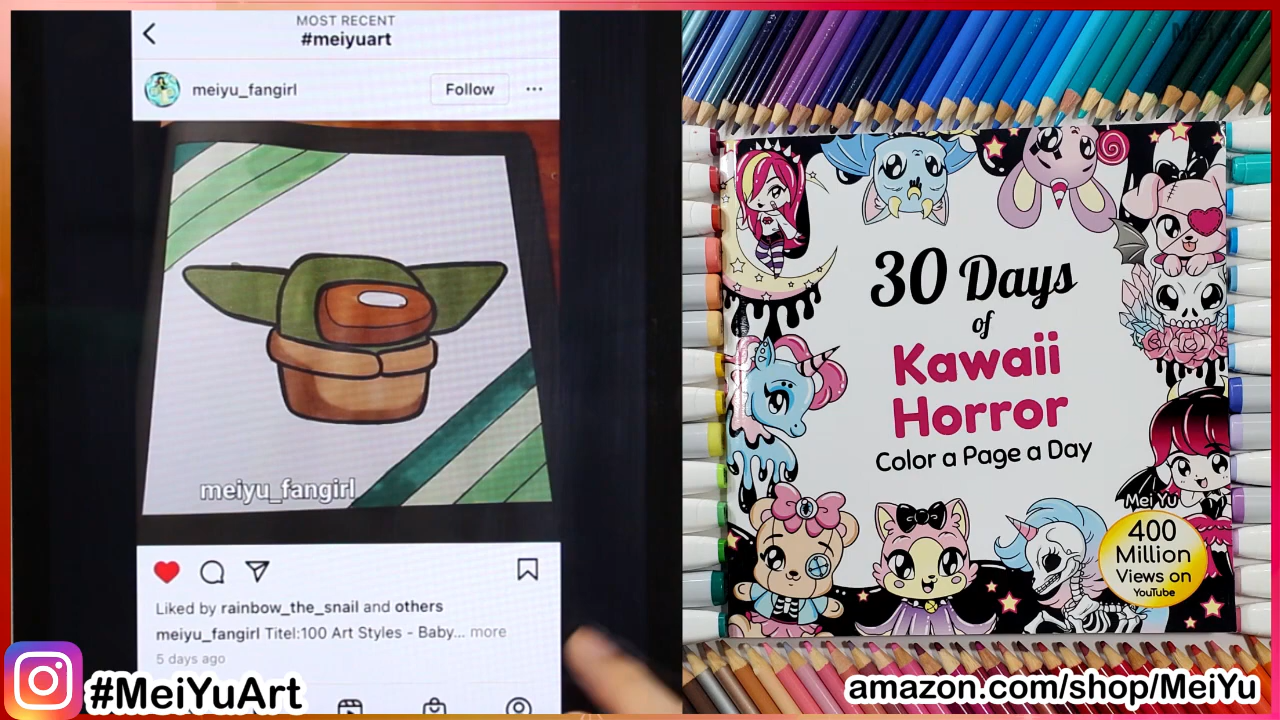 MOST RECENT
#meiyuart
meiyu_fangirl
Follow
meiyu_fangirl
Liked by rainbow_the_snail and others
meiyu_fangirl Titel:100 Art Styles - Baby... more
5 days ago
#MeiYuArt
Mei Yu
30 Days
of
Kawaii
Horror
Color a Page a Day
Mei Yu
400
Million
Views on
YouTube
amazon.com/shop/MeiYu